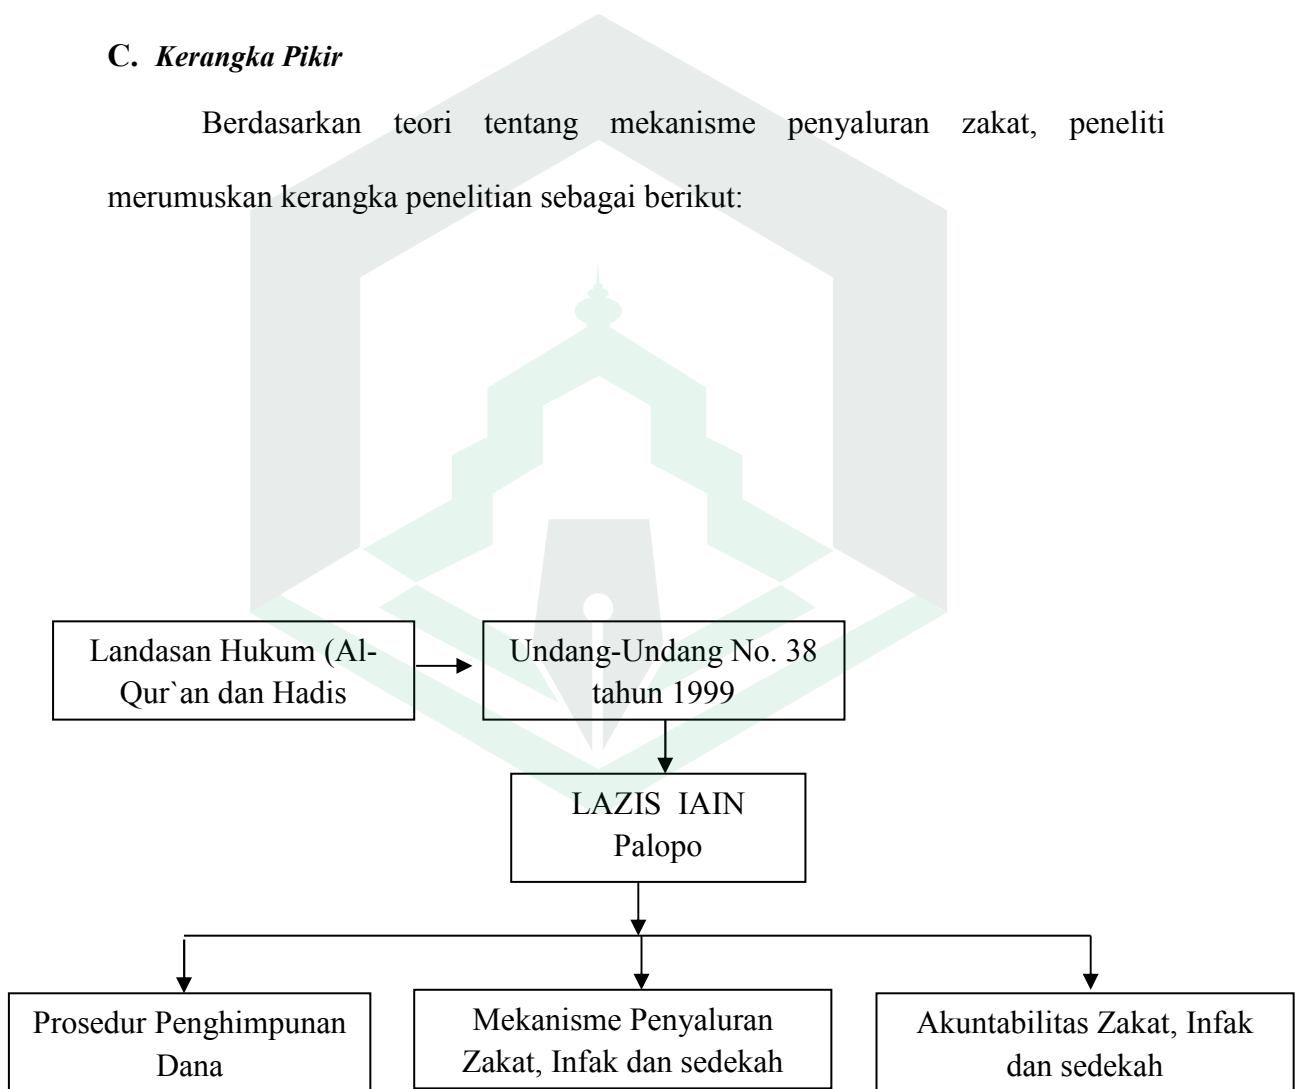 C. Kerangka Pikir
Berdasarkan teori tentang mekanisme penyaluran zakat, peneliti
merumuskan kerangka penelitian sebagai berikut:
Landasan Hukum (Al-
Qur`an dan Hadis
Undang-Undang No. 38
tahun 1999
LAZIS IAIN
Palopo
Prosedur Penghimpunan
Dana
Mekanisme Penyaluran
Zakat, Infak dan sedekah
Akuntabilitas Zakat, Infak
dan sedekah